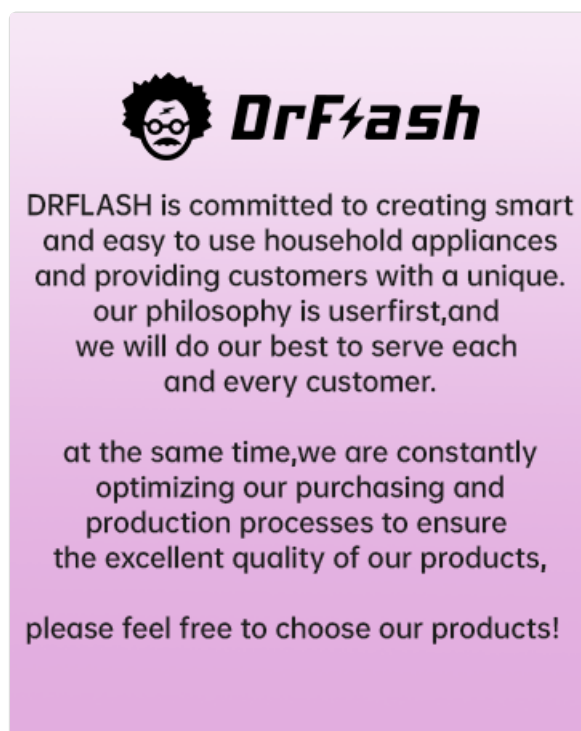 DrFlash
DRFLASH is committed to creating smart
and easy to use household appliances
and providing customers with a unique.
our philosophy is userfirst,and
we will do our best to serve each
and every customer.
at the same time,we are constantly
optimizing our purchasing and
production processes to ensure
the excellent quality of our products,
please feel free to choose our products!